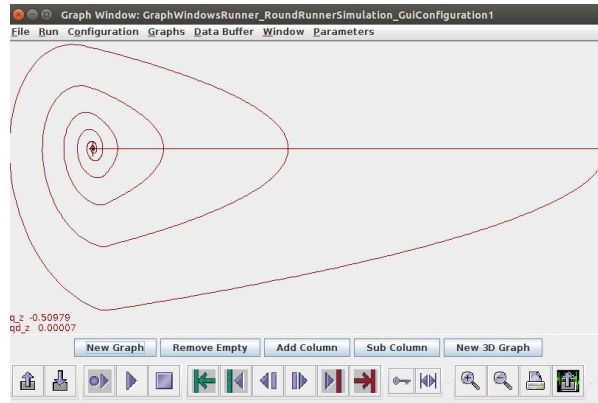 Graph Window: GraphWindowsRunner_RoundRunnerSimulation_GuiConfiguration1
File Run Configuration Graphs Data Buffer Window Parameters
q_z -0.50979
qd_z 0.00007
New Graph Remove Empty Add Column Sub Column New 3D Graph